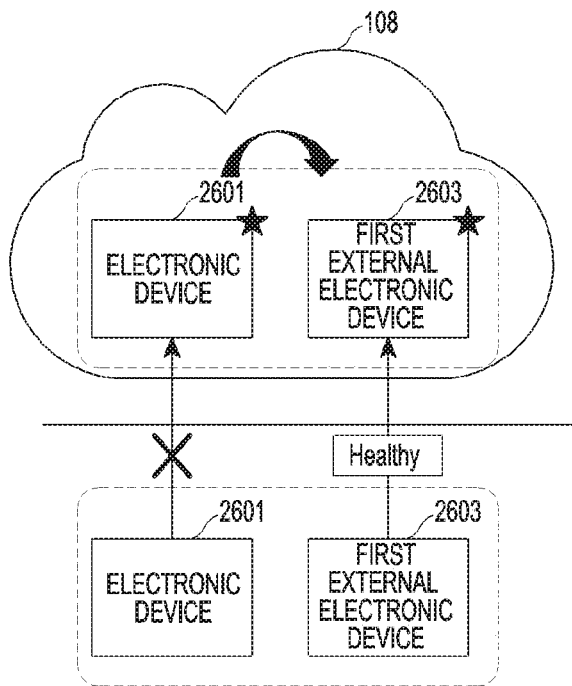 108
2601
2603
ELECTRONIC
DEVICE
FIRST
EXTERNAL
ELECTRONIC
DEVICE
Healthy
2601
2603
ELECTRONIC
DEVICE
FIRST
EXTERNAL
ELECTRONIC
DEVICE